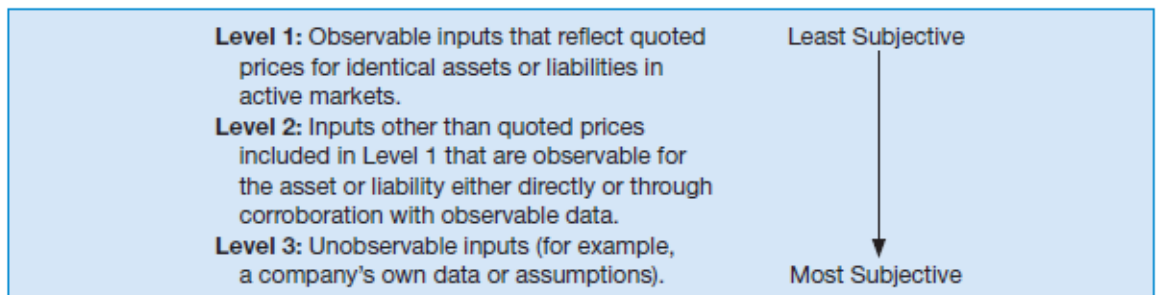 Level 1: Observable inputs that reflect quoted
prices for identical assets or liabilities in
active markets.
Level 2: Inputs other than quoted prices
included in Level 1 that are observable for
the asset or liability either directly or through
corroboration with observable data.
Level 3: Unobservable inputs (for example,
a company's own data or assumptions).
Least Subjective
Most Subjective